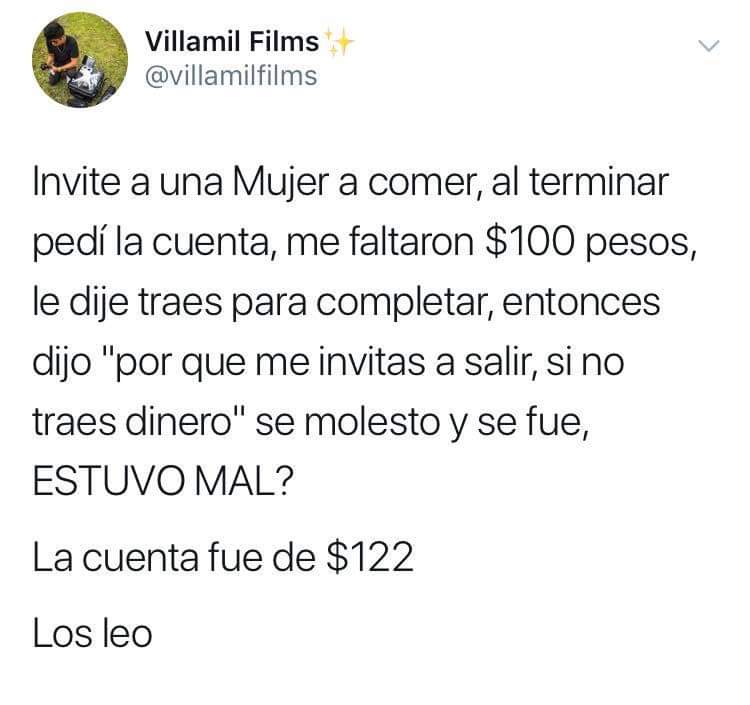 Villamil Films✨
@villamilfilms
Invite a una Mujer a comer, al terminar
pedí la cuenta, me faltaron $100 pesos,
le dije traes para completar, entonces
dijo "por que me invitas a salir, si no
traes dinero" se molesto y se fue,
ESTUVO MAL?
La cuenta fue de $122
Los leo